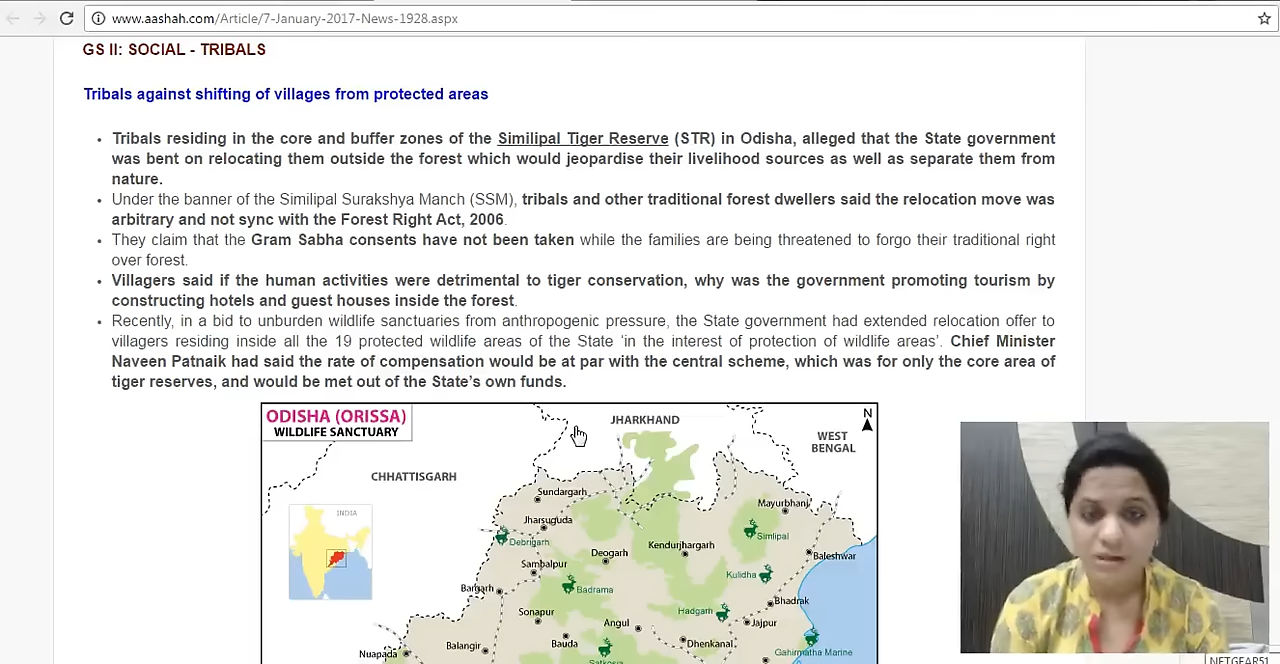 www.aashah.com/Article/7-January-2017-News-1928.aspx
GS II: SOCIAL - TRIBALS
Tribals against shifting of villages from protected areas
• Tribals residing in the core and buffer zones of the Similipal Tiger Reserve (STR) in Odisha, alleged that the State government
was bent on relocating them outside the forest which would jeopardise their livelihood sources as well as separate them from
nature.
• Under the banner of the Similipal Surakshya Manch (SSM), tribals and other traditional forest dwellers said the relocation move was
arbitrary and not sync with the Forest Right Act, 2006.
• They claim that the Gram Sabha consents have not been taken while the families are being threatened to forgo their traditional right
over forest.
• Villagers said if the human activities were detrimental to tiger conservation, why was the government promoting tourism by
constructing hotels and guest houses inside the forest.
• Recently, in a bid to unburden wildlife sanctuaries from anthropogenic pressure, the State government had extended relocation offer to
villagers residing inside all the 19 protected wildlife areas of the State ‘in the interest of protection of wildlife areas’. Chief Minister
Naveen Patnaik had said the rate of compensation would be at par with the central scheme, which was for only the core area of
tiger reserves, and would be met out of the State’s own funds.
ODISHA (ORISSA)
WILDLIFE SANCTUARY
JHARKHAND
N
WEST
BENGAL
CHHATTISGARH
INDIA
Sundargarh
Mayurbhanj
Jharsuguda
Simlipal
Debrigarh
Kendurjhargarh
Deogarh
Baleshwar
Sambalpur
Kulidha
Bargarh
Badrama
Bhadrak
Sonapur
Hadgarh
Angul
Jajpur
Balangir
Bauda
Dhenkanal
Gahirmatha Marine
Nuapada
Satkosia
NETGEAR51